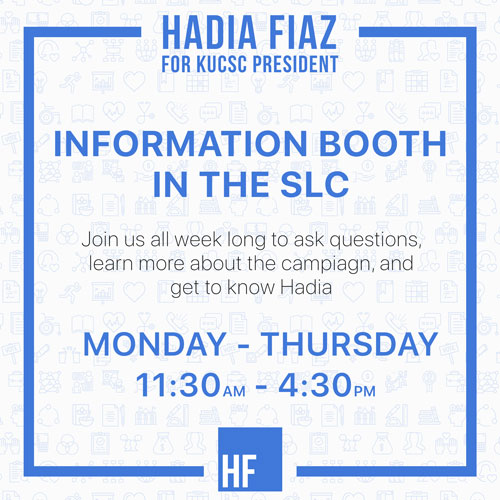 HADIA FIAZ
FOR KUCSC PRESIDENT
INFORMATION BOOTH
IN THE SLC
Join us all week long to ask questions,
learn more about the campiagn, and
get to know Hadia
MONDAY - THURSDAY
11:30AM - 4:30PM
HF